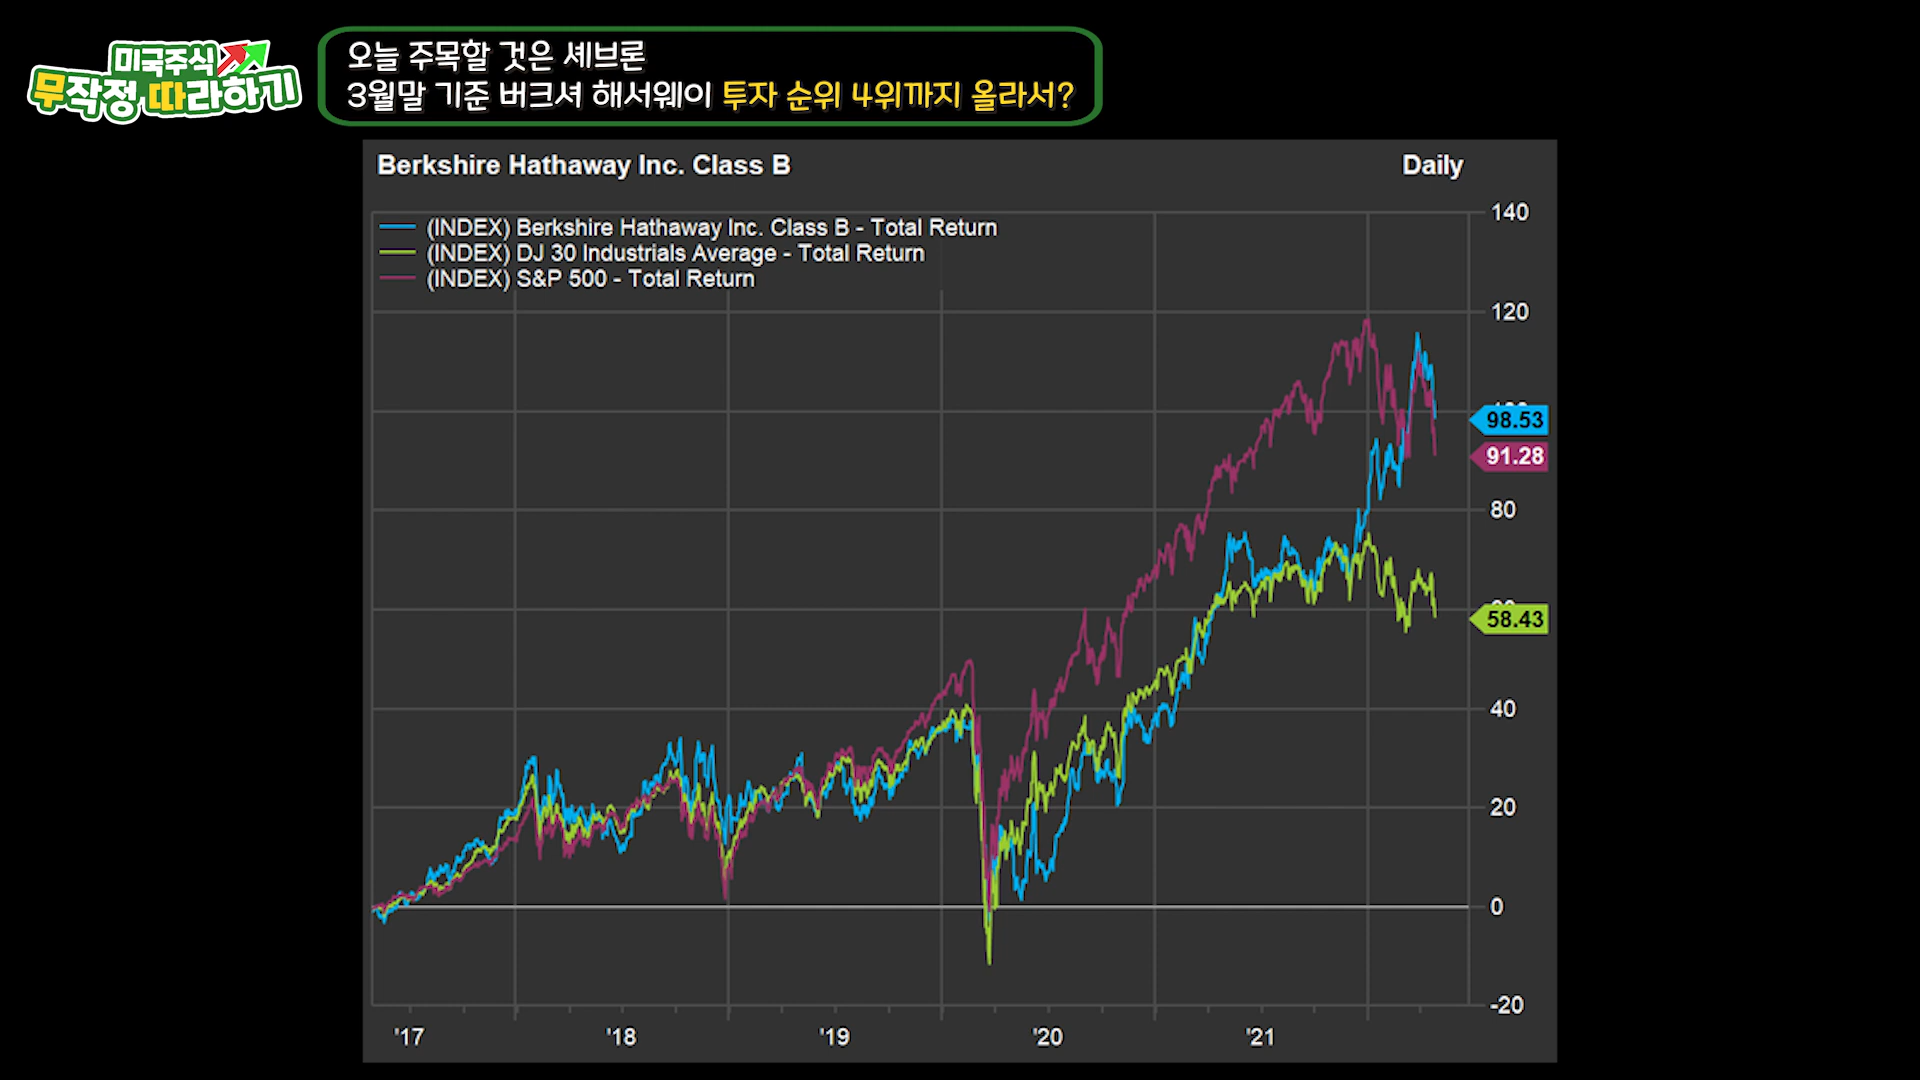 미국주식
무작정 따라하기
오늘 주목할 것은 셰브론
3월말 기준 버크셔 해서웨이 투자 순위 4위까지 올라서?
Berkshire Hathaway Inc. Class B
Daily
(INDEX) Berkshire Hathaway Inc. Class B - Total Return
(INDEX) DJ 30 Industrials Average - Total Return
(INDEX) S&P 500 - Total Return
140
120
98.53
91.28
80
58.43
40
20
0
-20
'17 '18 '19 '20 '21